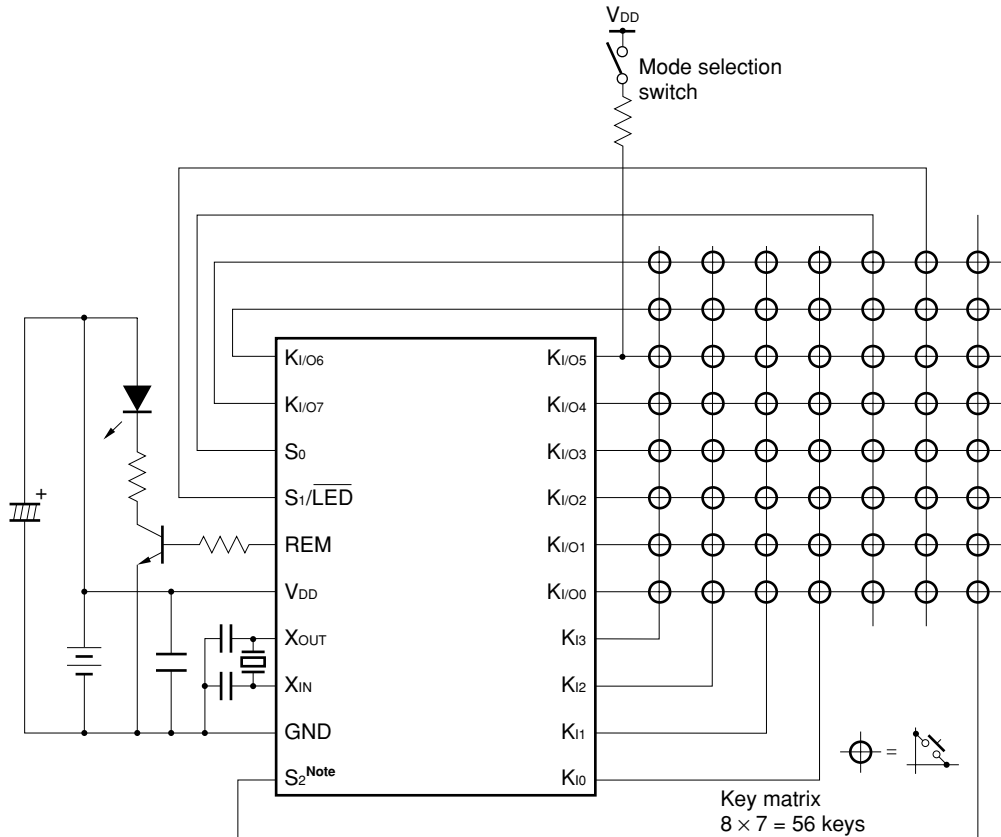 VDD
Mode selection
switch
KI/O6
KI/O7
S0
S1/LED
REM
VDD
XOUT
XIN
GND
S2Note
KI/O5
KI/O4
KI/O3
KI/O2
KI/O1
KI/O0
KI3
KI2
KI1
KI0
+
=
Key matrix
8 × 7 = 56 keys